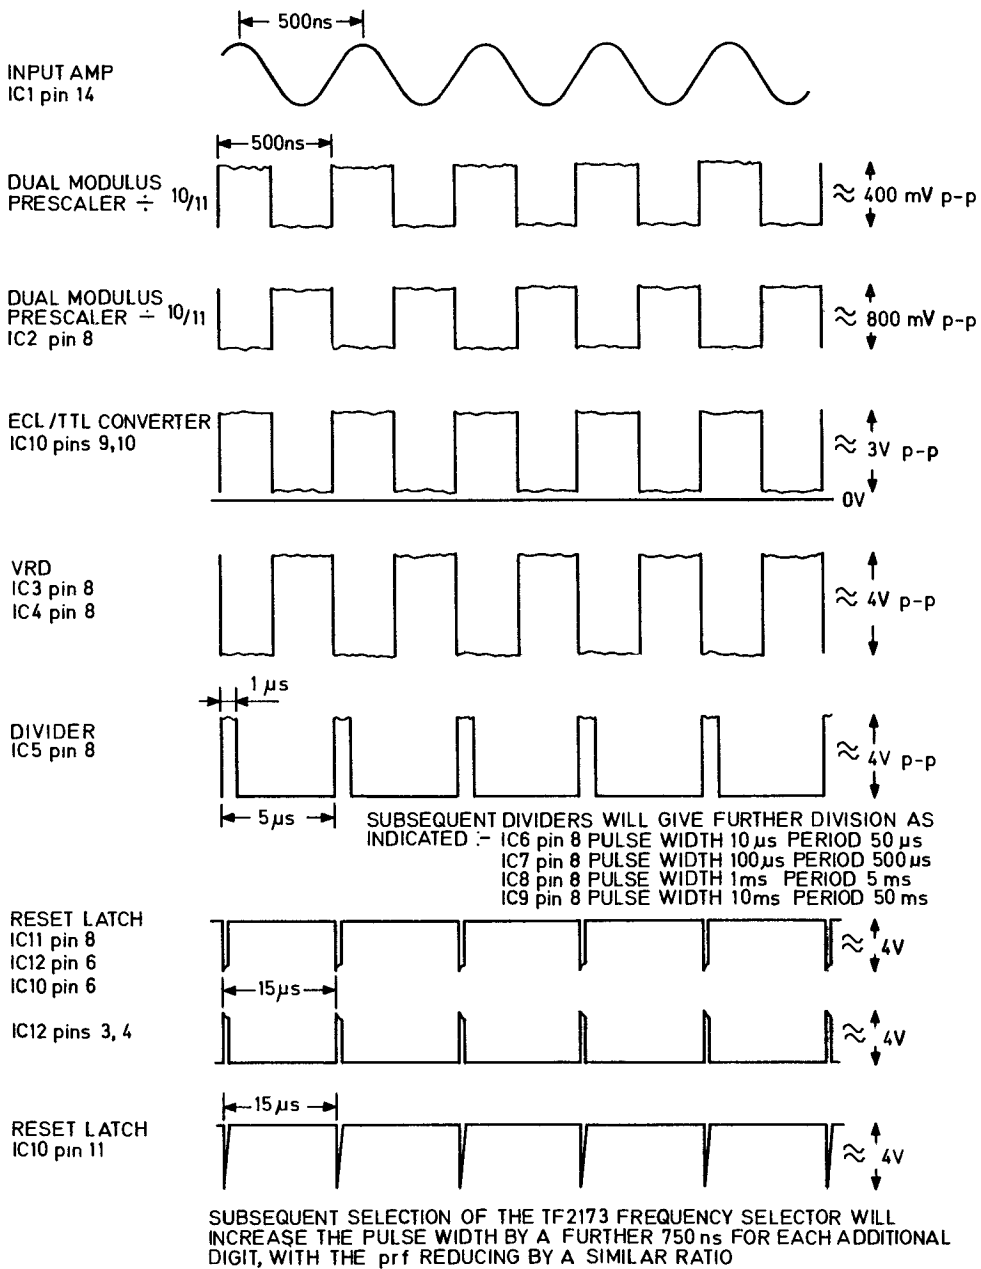 500ns
INPUT AMP
IC1 pin 14
500ns
DUAL MODULUS
PRESCALER ÷ 10/11
≈ 400 mV p-p
DUAL MODULUS
PRESCALER ÷ 10/11
IC2 pin 8
≈ 800 mV p-p
ECL/TTL CONVERTER
IC10 pins 9,10
≈ 3V p-p
0V
VRD
IC3 pin 8
IC4 pin 8
≈ 4V p-p
1 µs
DIVIDER
IC5 pin 8
≈ 4V p-p
5 µs
SUBSEQUENT DIVIDERS WILL GIVE FURTHER DIVISION AS
INDICATED :- IC6 pin 8 PULSE WIDTH 10 µs PERIOD 50 µs
IC7 pin 8 PULSE WIDTH 100 µs PERIOD 500 µs
IC8 pin 8 PULSE WIDTH 1ms PERIOD 5 ms
IC9 pin 8 PULSE WIDTH 10ms PERIOD 50 ms
RESET LATCH
IC11 pin 8
IC12 pin 6
IC10 pin 6
≈ 4V
15 µs
IC12 pins 3, 4
≈ 4V
15 µs
RESET LATCH
IC10 pin 11
≈ 4V
SUBSEQUENT SELECTION OF THE TF2173 FREQUENCY SELECTOR WILL
INCREASE THE PULSE WIDTH BY A FURTHER 750 ns FOR EACH ADDITIONAL
DIGIT, WITH THE prf REDUCING BY A SIMILAR RATIO